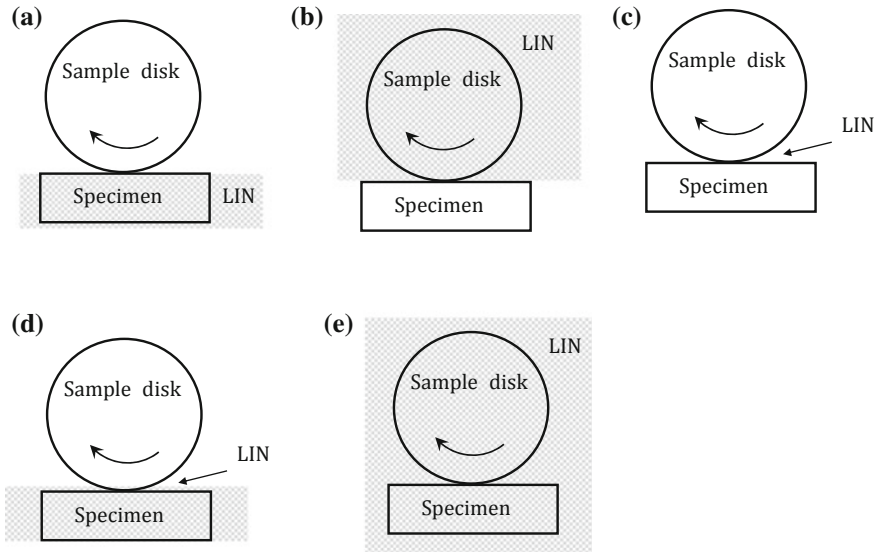 (a)
Sample disk
Specimen
LIN
(b)
LIN
Sample disk
Specimen
(c)
Sample disk
LIN
Specimen
(d)
Sample disk
LIN
Specimen
(e)
LIN
Sample disk
Specimen